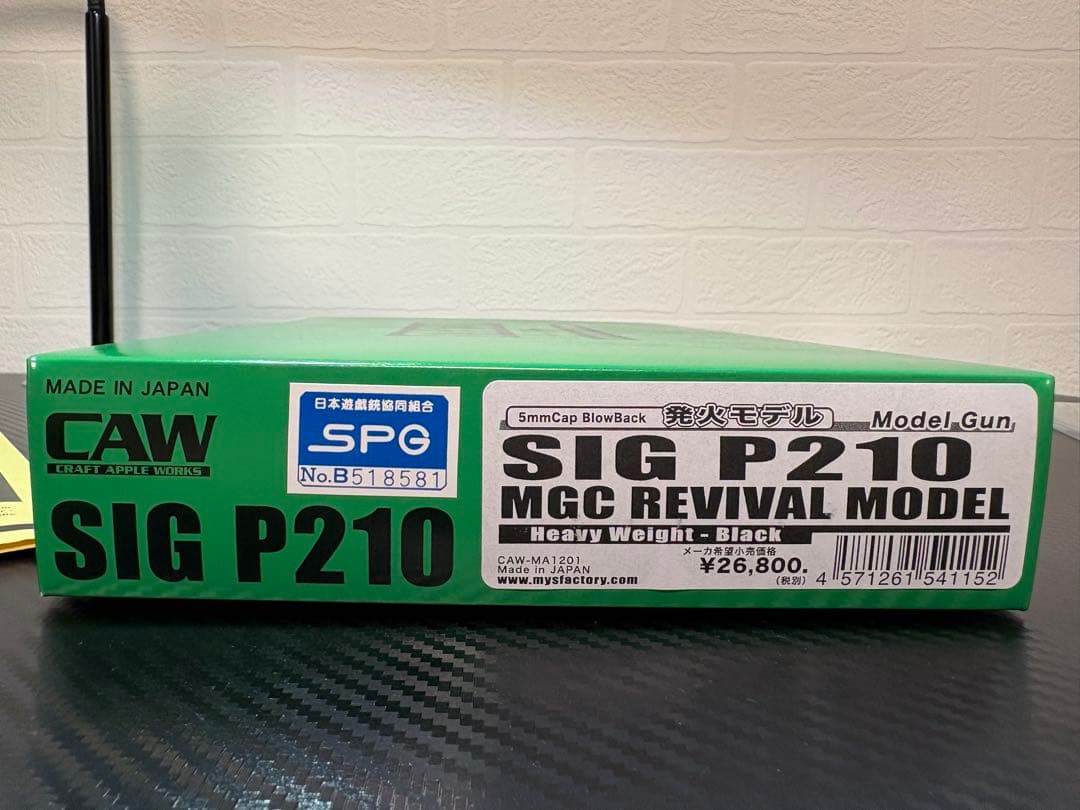 MADE IN JAPAN
CAW
CRAFT APPLE WORKS
SIG P210
日本遊戯銃協同組合
SPG
No.B518581
5mmCap BlowBack 発火モデル Model Gun
SIG P210
MGC REVIVAL MODEL
Heavy Weight - Black
メーカ希望小売価格
CAW-MA1201
¥26,800.
Made in JAPAN
(税別)
www.mysfactory.com
4 571261 541152